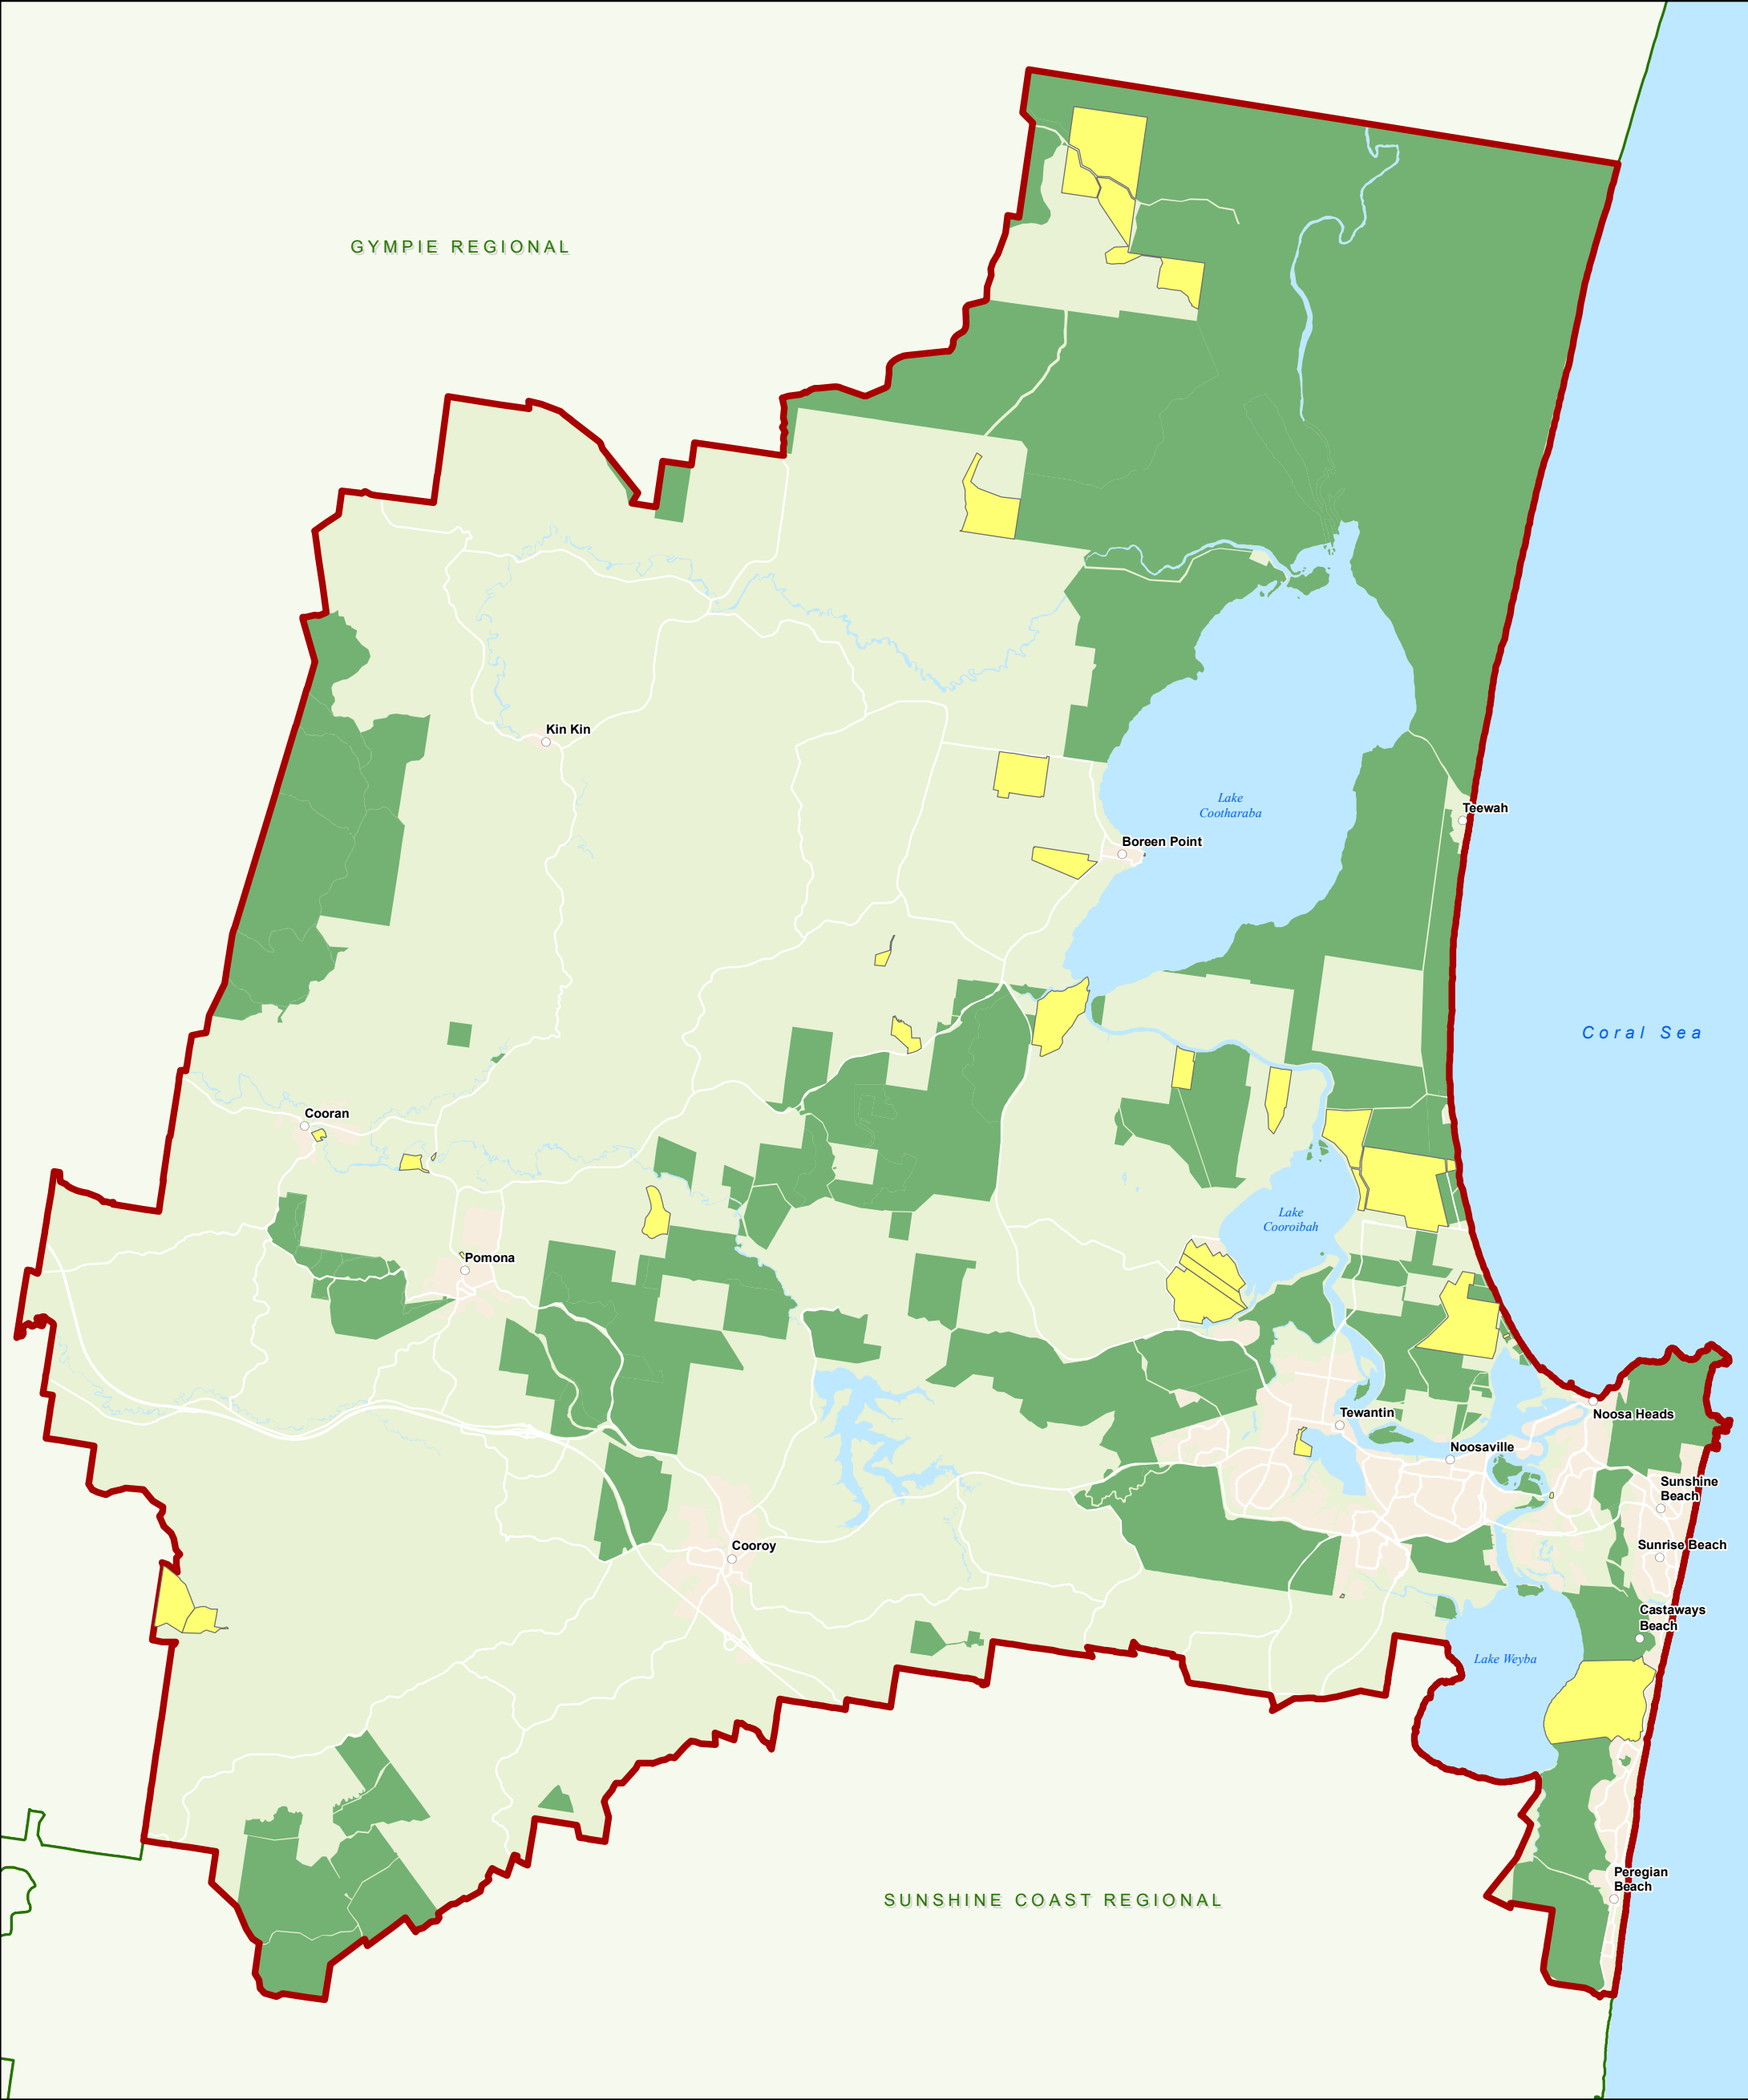 GYMPIE REGIONAL
Kin Kin
Lake
Cootharaba
Teewah
Boreen Point
Coral Sea
Cooran
Lake
Cooroibah
Pomona
Tewantin
Noosa Heads
Noosaville
Sunshine
Beach
Cooroy
Sunrise Beach
Castaways
Beach
Lake Weyba
Peregian
Beach
SUNSHINE COAST REGIONAL